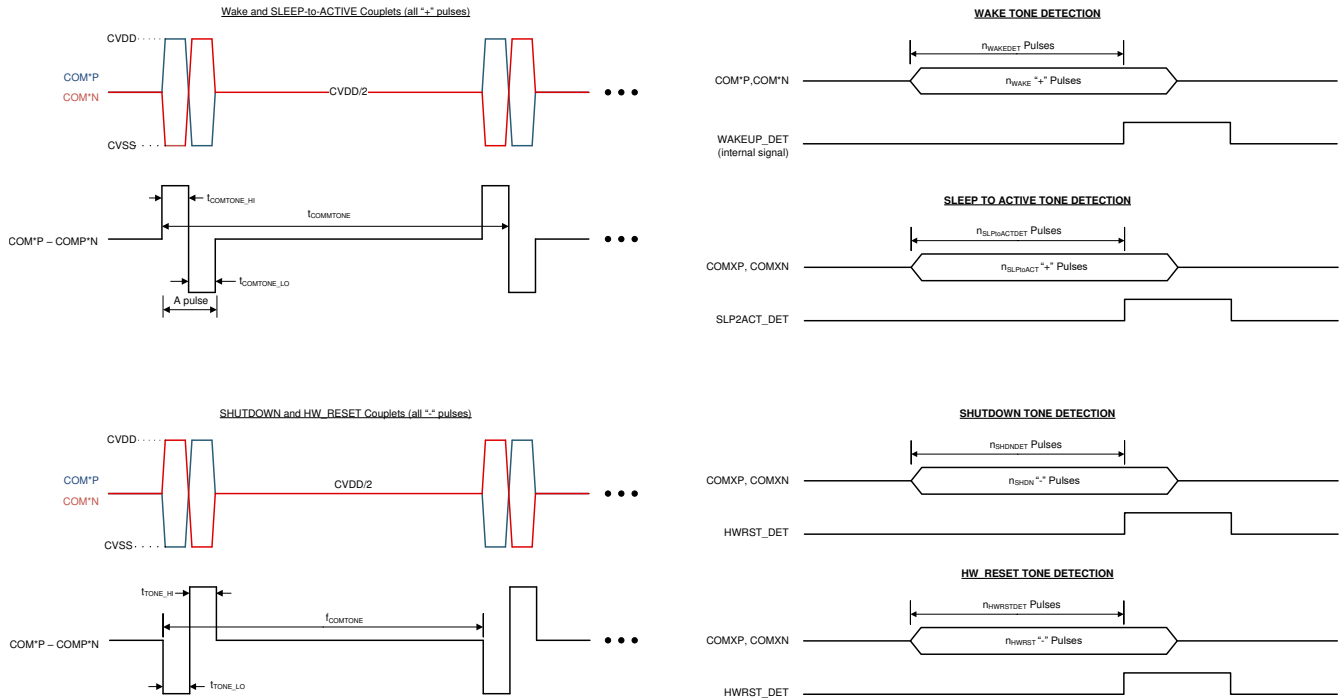 Wake and SLEEP-to-ACTIVE Couplets (all “+” pulses)
CVDD
COM*P
COM*N
CVDD/2
CVSS
tCOMTONE_HI
tCOMMTONE
COM*P – COMP*N
tCOMTONE_LO
A pulse
SHUTDOWN and HW_RESET Couplets (all “-“ pulses)
CVDD
COM*P
COM*N
CVDD/2
CVSS
tTONE_HI
fCOMTONE
COM*P – COMP*N
tTONE_LO
WAKE TONE DETECTION
nWAKEDET Pulses
COM*P,COM*N
nWAKE “+” Pulses
WAKEUP_DET
(internal signal)
SLEEP TO ACTIVE TONE DETECTION
nSLPtoACTDET Pulses
COMXP, COMXN
nSLPtoACT “+” Pulses
SLP2ACT_DET
SHUTDOWN TONE DETECTION
nSHDNDET Pulses
COMXP, COMXN
nSHDN “-” Pulses
HWRST_DET
HW_RESET TONE DETECTION
nHWRSTDET Pulses
COMXP, COMXN
nHWRST “-” Pulses
HWRST_DET